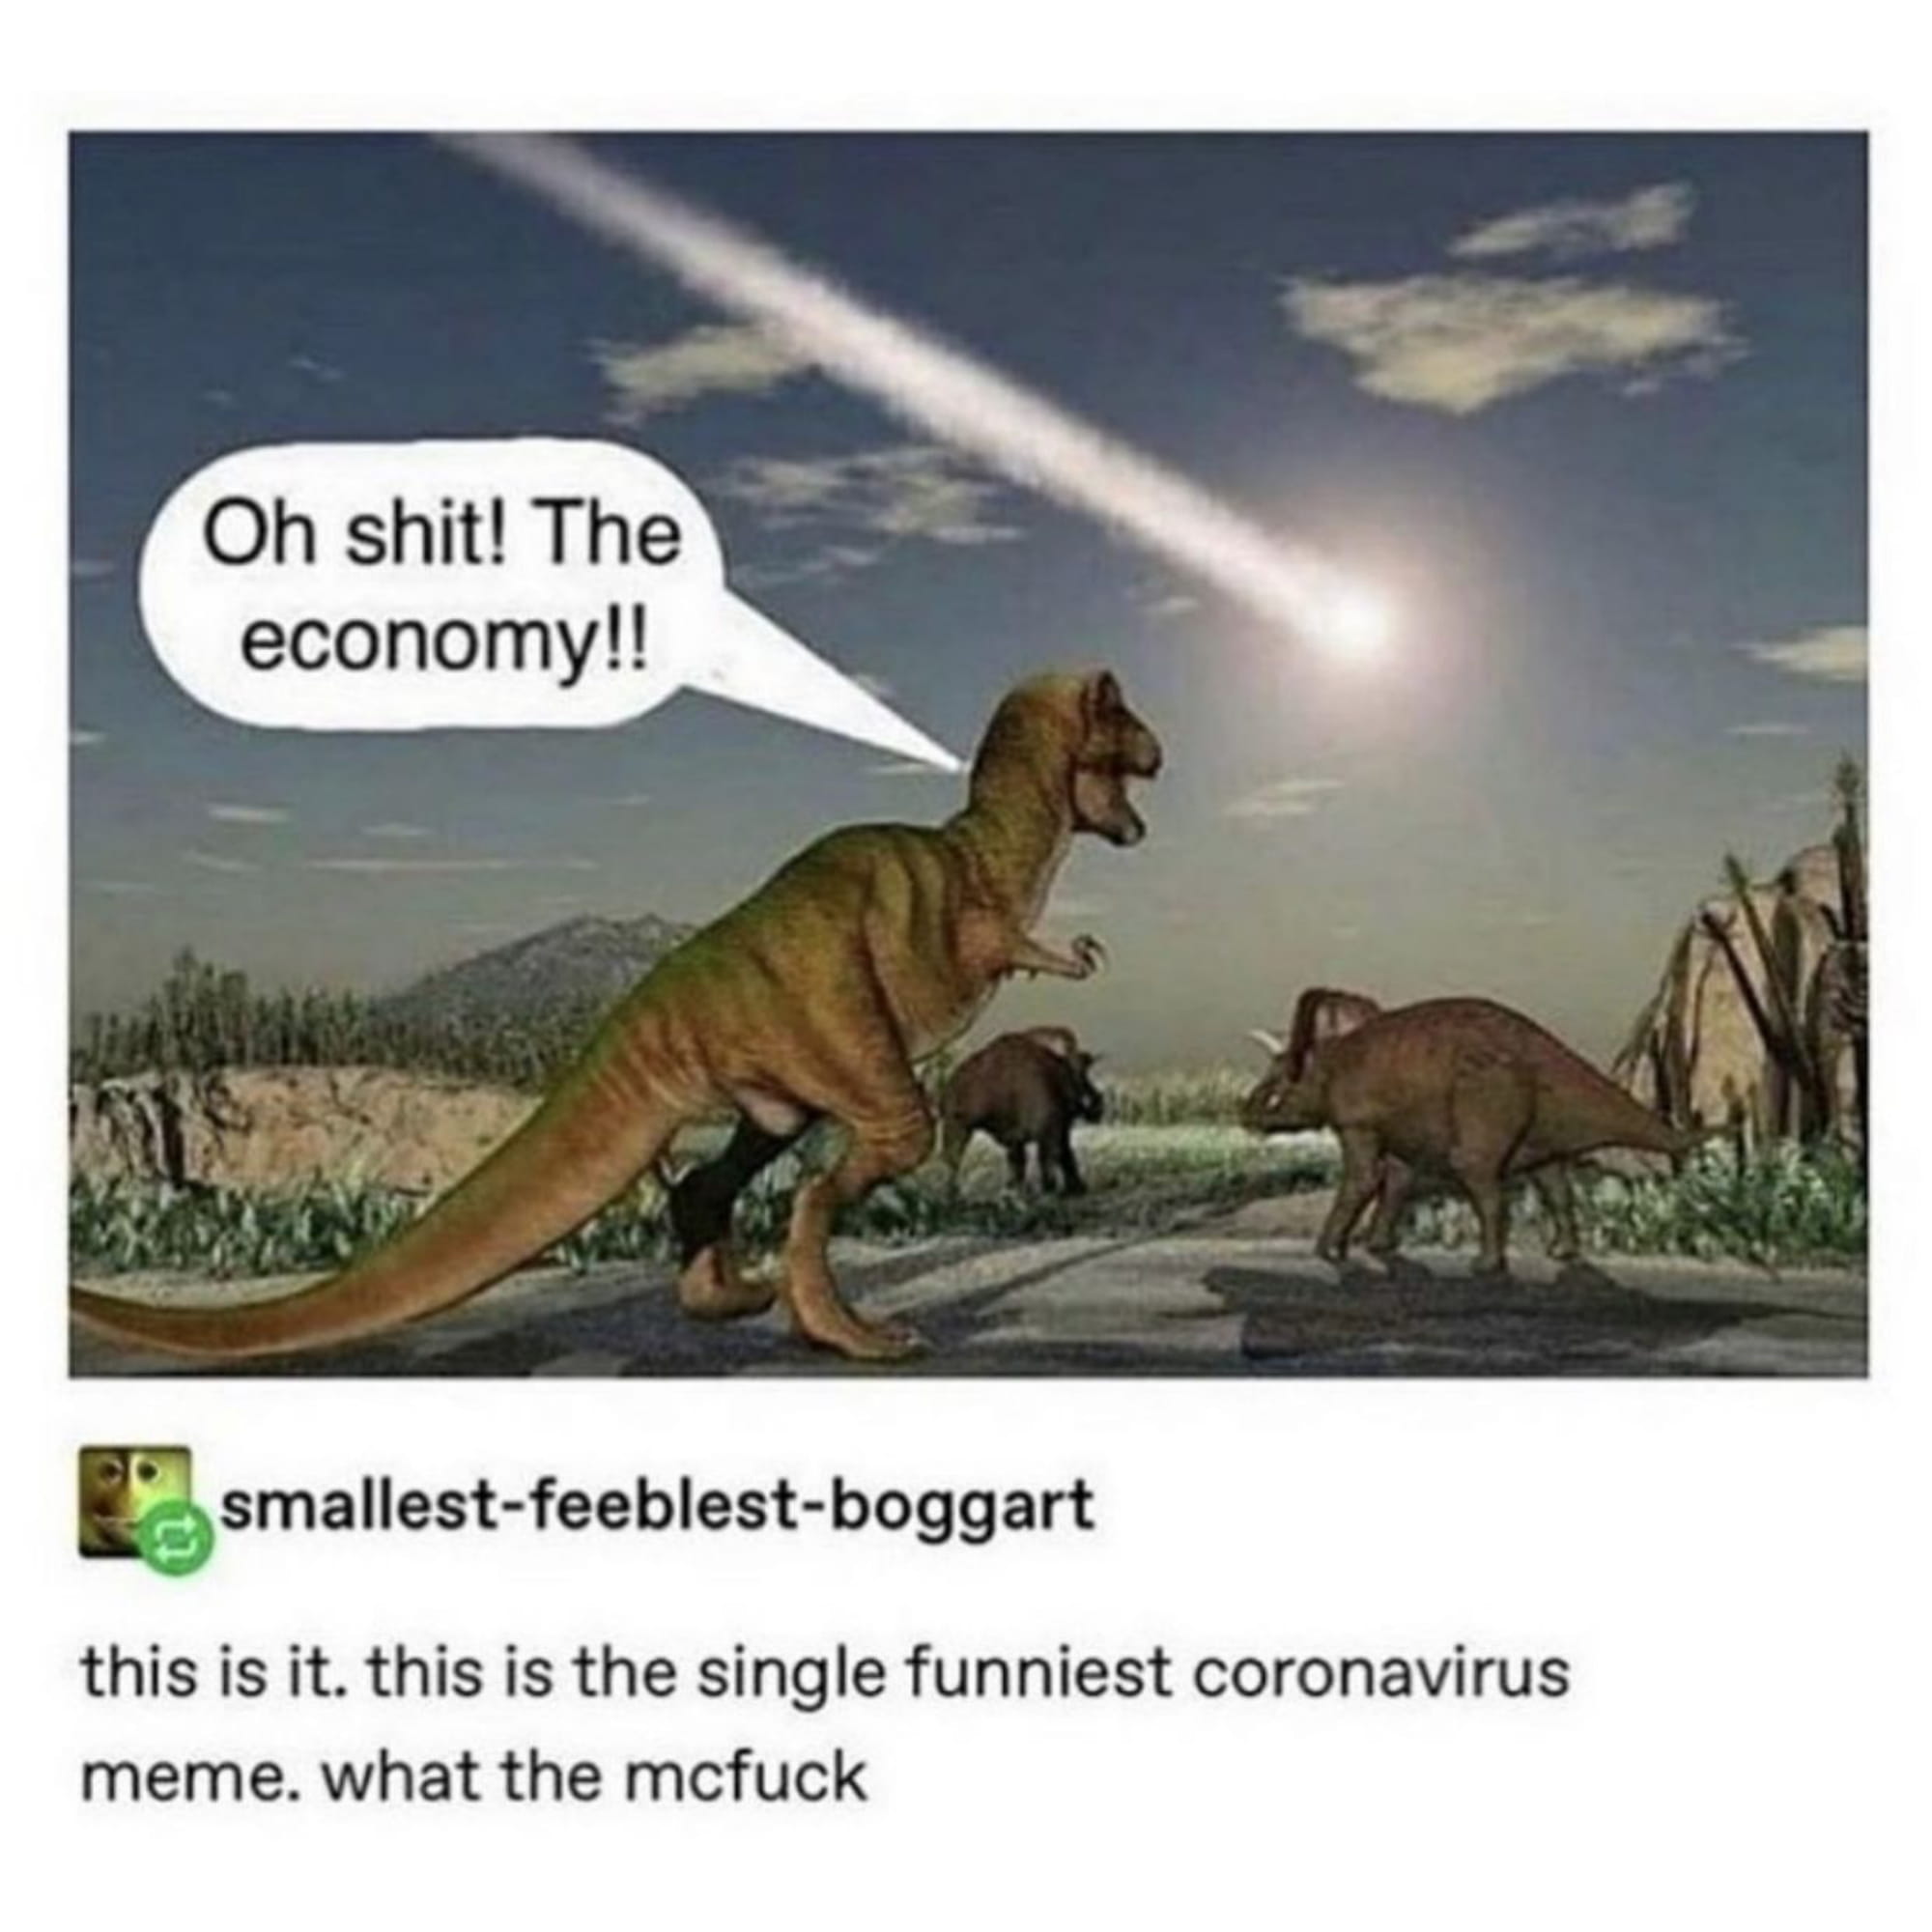 Oh shit! The
economy!!
smallest-feeblest-boggart
this is it. this is the single funniest coronavirus
meme. what the mcfuck